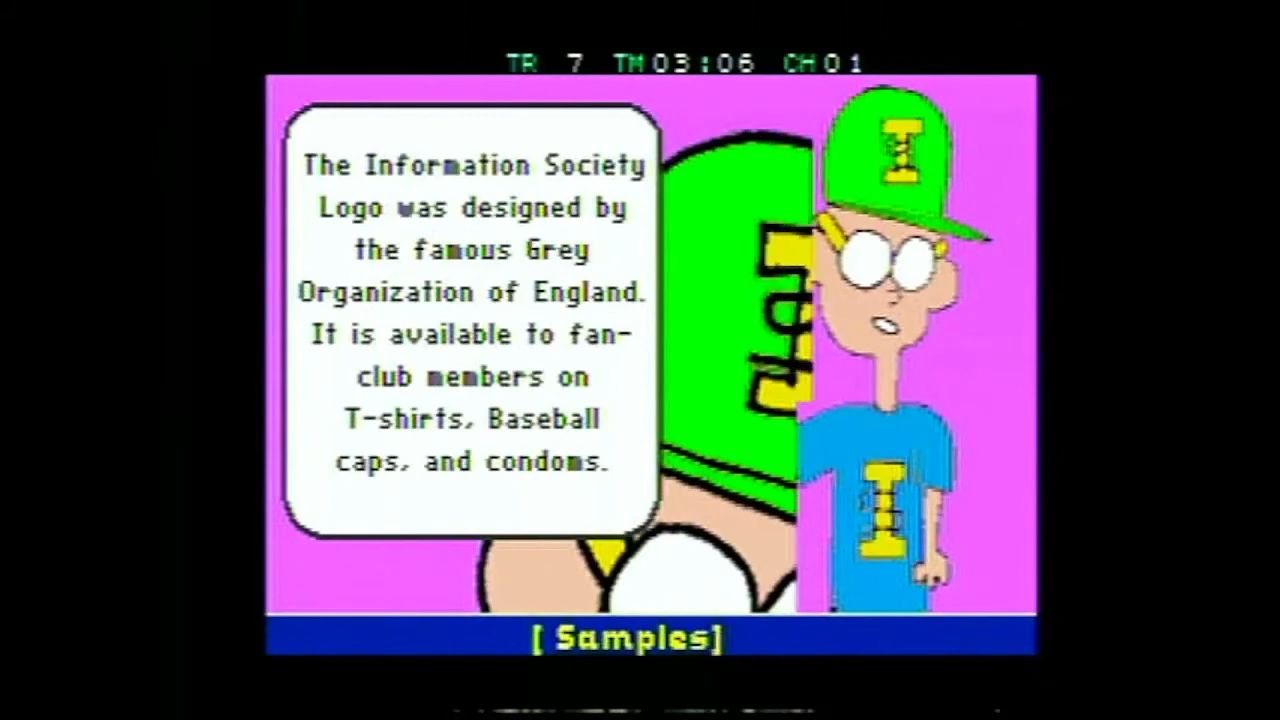 TR 7 TM03:06 CH01
The Information Society
Logo was designed by
the famous Grey
Organization of England.
It is available to fan-
club members on
T-shirts, Baseball
caps, and condoms.
[ Samples]